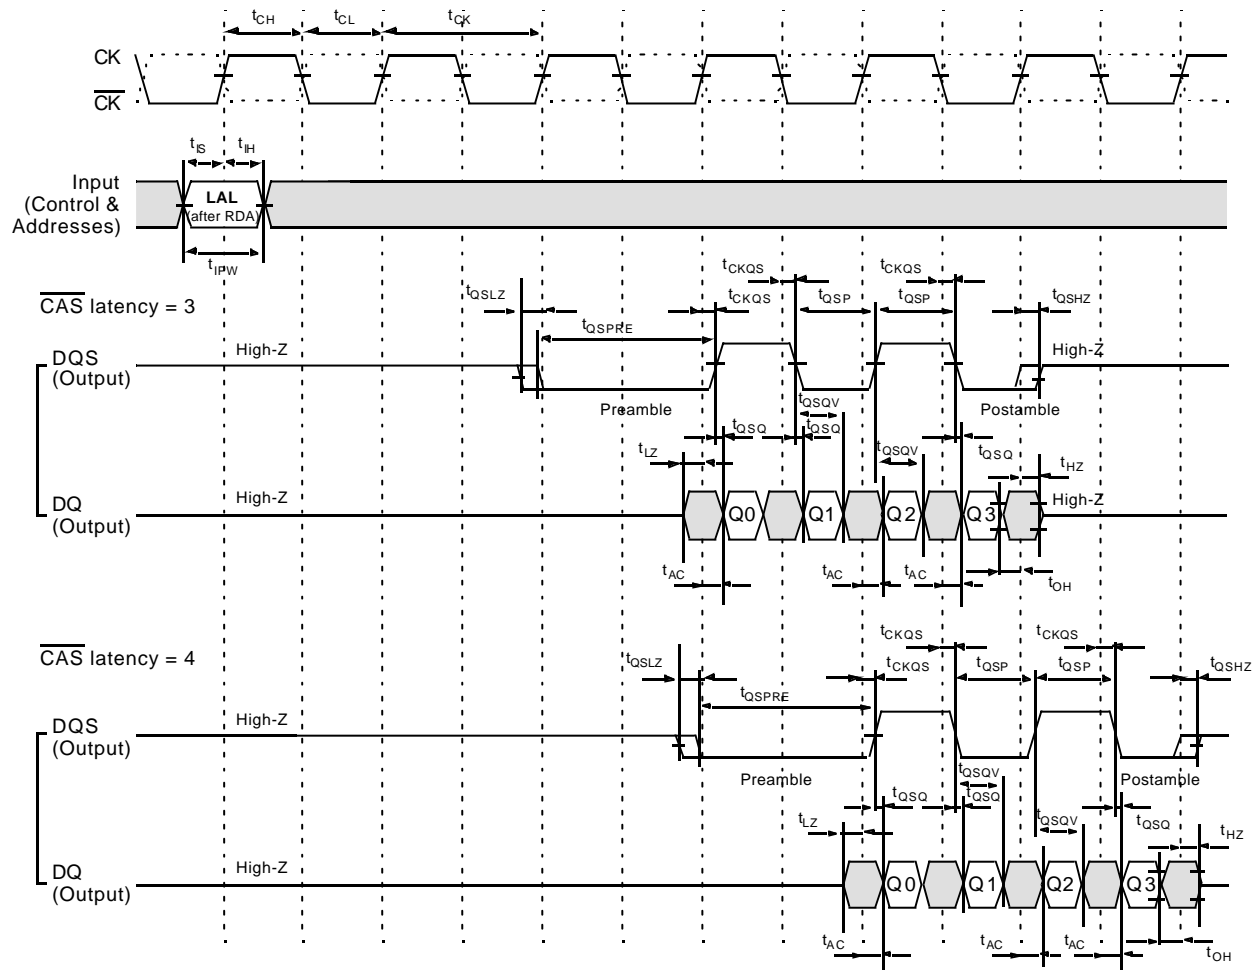 tCH tCL tCK
CK
CK
tIS tIH
Input
(Control &
Addresses)
LAL
(after RDA)
tIPW
CAS latency = 3
tCKQS tCKQS
tQSLZ tCKQS tQSP tQSP tQSHZ
tQSPRE
DQS
(Output)
High-Z High-Z
Preamble Postamble
tQSQV
tLZ tQSQ tQSQ tQSQV tQSQ tHZ
DQ
(Output)
High-Z Q0 Q1 Q2 Q3 High-Z
tAC tAC tAC tOH
CAS latency = 4
tCKQS tCKQS
tQSLZ tCKQS tQSP tQSP tQSHZ
tQSPRE
DQS
(Output)
High-Z
Preamble Postamble
tQSQV
tLZ tQSQ tQSQ tQSQV tQSQ tHZ
DQ
(Output)
High-Z Q0 Q1 Q2 Q3
tAC tAC tAC tOH